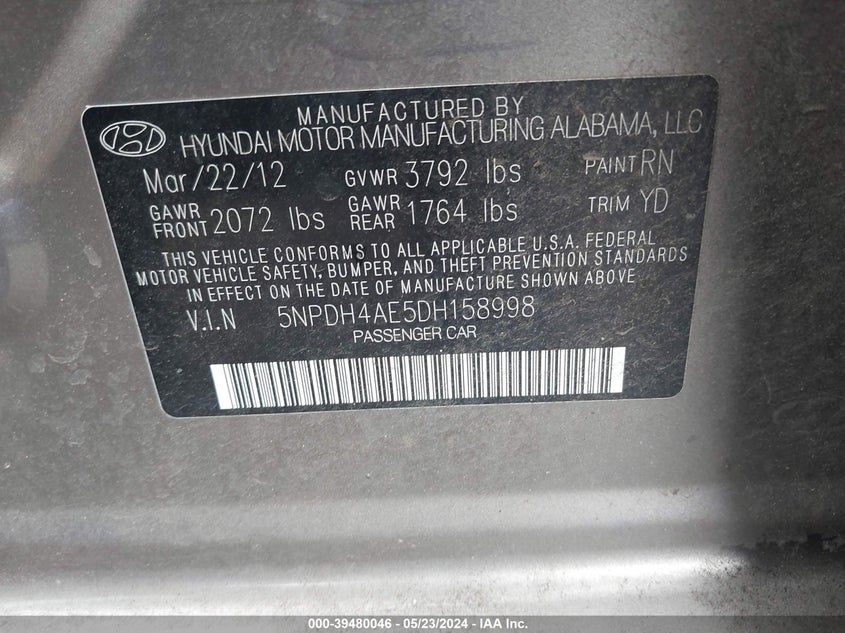 MANUFACTURED BY
HYUNDAI MOTOR MANUFACTURING ALABAMA, LLC
Mar/22/12 GVWR 3792 lbs PAINT RN
GAWR FRONT 2072 lbs GAWR REAR 1764 lbs TRIM YD
THIS VEHICLE CONFORMS TO ALL APPLICABLE U.S.A. FEDERAL
MOTOR VEHICLE SAFETY, BUMPER, AND THEFT PREVENTION STANDARDS
IN EFFECT ON THE DATE OF MANUFACTURE SHOWN ABOVE
V.I.N 5NPDH4AE5DH158998
PASSENGER CAR
000-39480046 - 05/23/2024 - IAA Inc.